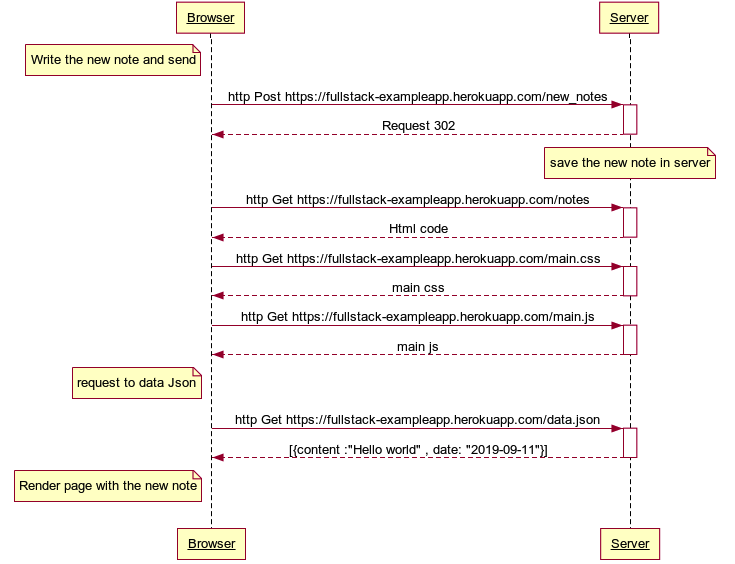 Browser
Server
Write the new note and send
http Post https://fullstack-exampleapp.herokuapp.com/new_notes
Request 302
save the new note in server
http Get https://fullstack-exampleapp.herokuapp.com/notes
Html code
http Get https://fullstack-exampleapp.herokuapp.com/main.css
main css
http Get https://fullstack-exampleapp.herokuapp.com/main.js
main js
request to data Json
http Get https://fullstack-exampleapp.herokuapp.com/data.json
[{content :"Hello world" , date: "2019-09-11"}]
Render page with the new note
Browser
Server